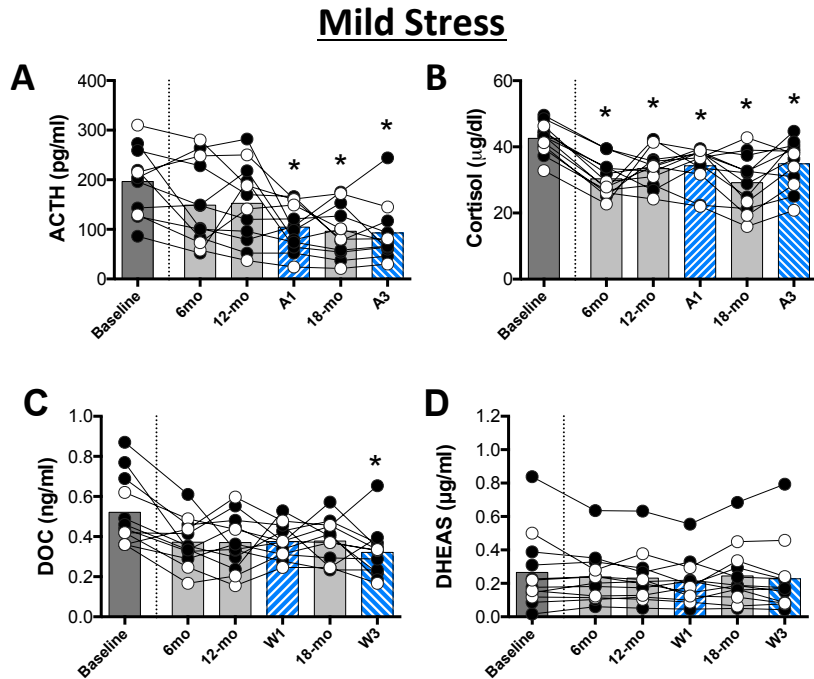 Mild Stress
A
ACTH (pg/ml)
400
300
200
100
0
* * *
Baseline 6mo 12-mo A1 18-mo A3
B
Cortisol (µg/dl)
60
40
20
0
* * * * *
Baseline 6mo 12-mo A1 18-mo A3
C
DOC (ng/ml)
1.0
0.8
0.6
0.4
0.2
0.0
*
Baseline 6mo 12-mo W1 18-mo W3
D
DHEAS (µg/ml)
1.2
1.0
0.8
0.6
0.4
0.2
0.0
Baseline 6mo 12-mo W1 18-mo W3